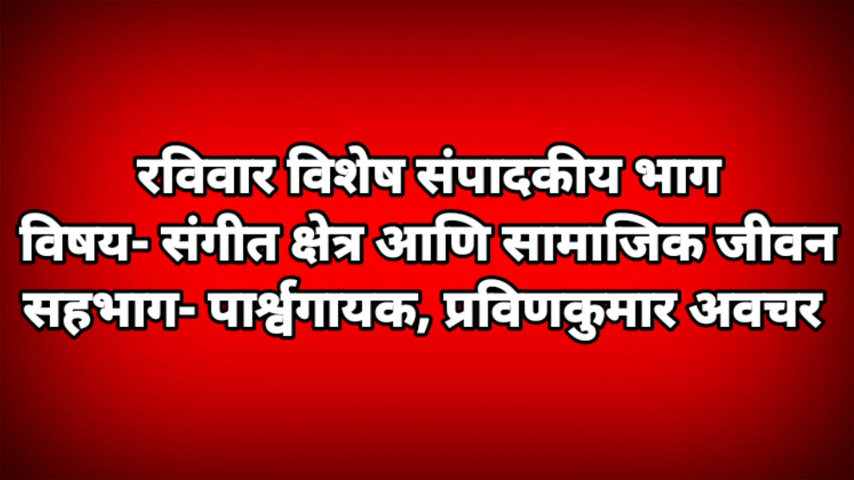 रविवार विशेष संपादकीय भाग
विषय- संगीत क्षेत्र आणि सामाजिक जीवन
सहभाग- पार्श्वगायक, प्रविणकुमार अवचर